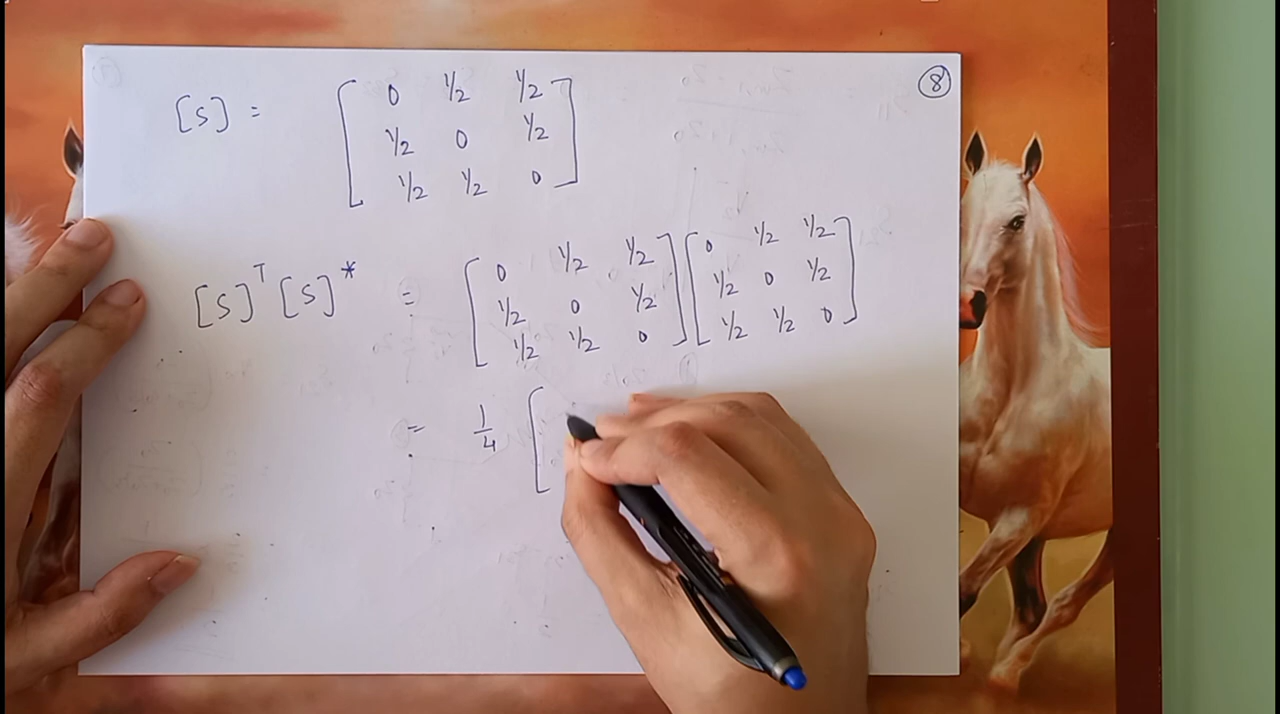 ⑧
[S] = [ 0 1/2 1/2
1/2 0 1/2
1/2 1/2 0 ]
[S]ᵀ [S]* = [ 0 1/2 1/2 ] [ 0 1/2 1/2 ]
[ 1/2 0 1/2 ] [ 1/2 0 1/2 ]
[ 1/2 1/2 0 ] [ 1/2 1/2 0 ]
= 1/4 [